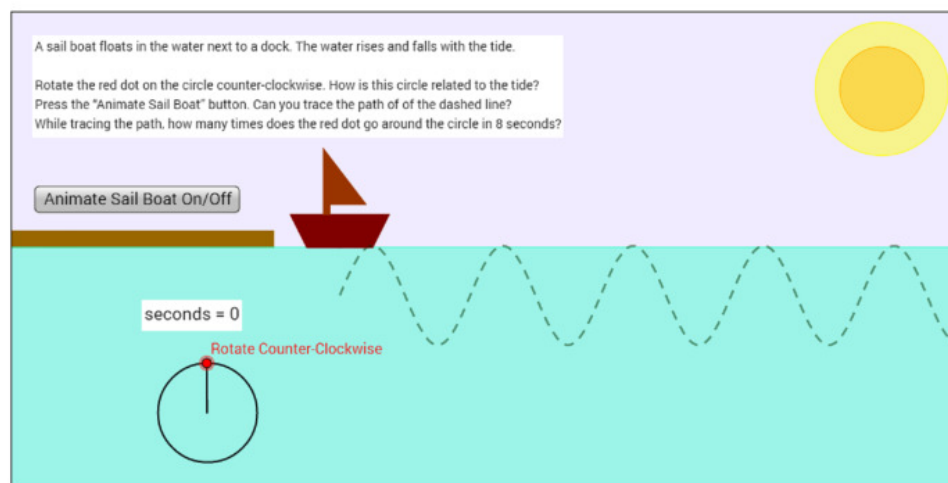 A sail boat floats in the water next to a dock. The water rises and falls with the tide.
Rotate the red dot on the circle counter-clockwise. How is this circle related to the tide?
Press the "Animate Sail Boat" button. Can you trace the path of of the dashed line?
While tracing the path, how many times does the red dot go around the circle in 8 seconds?
Animate Sail Boat On/Off
seconds = 0
Rotate Counter-Clockwise